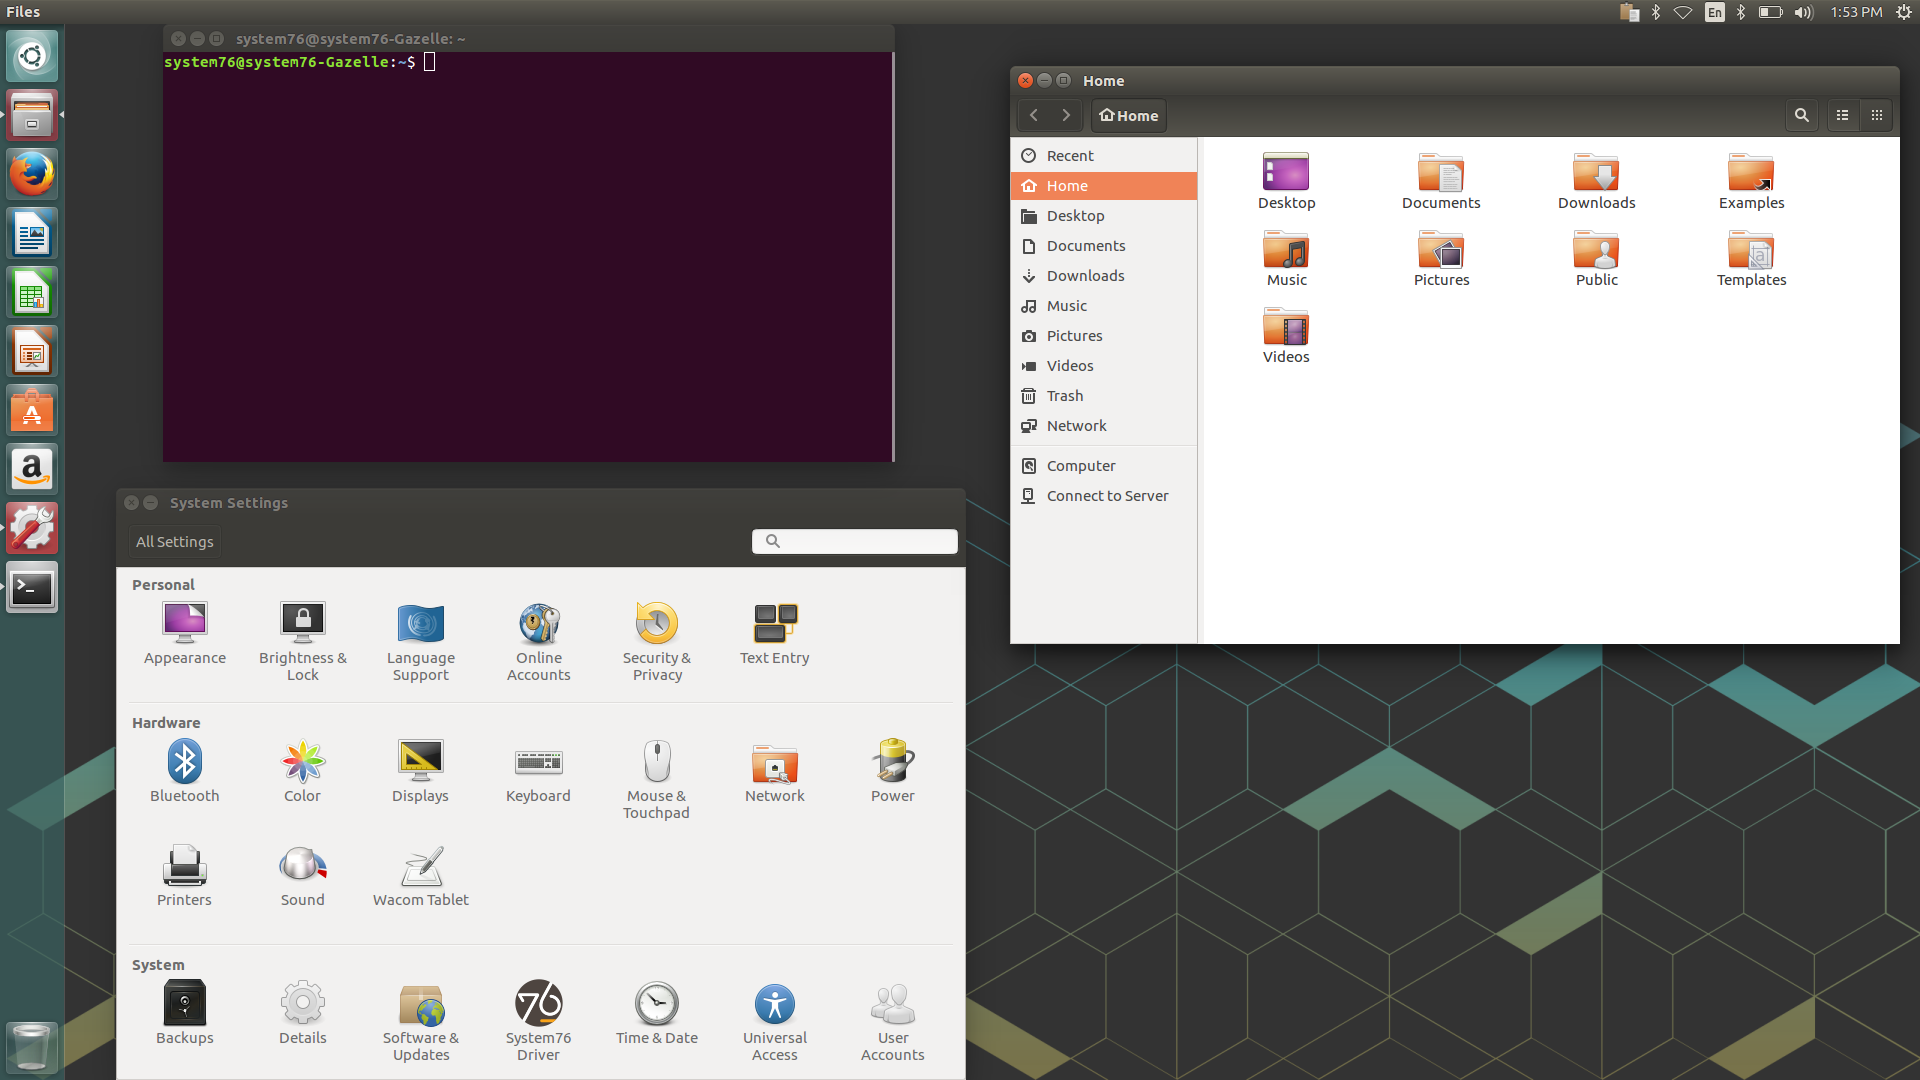 Files
En
1:53 PM
system76@system76-Gazelle: ~
system76@system76-Gazelle:~$
Home
Home
Recent
Home
Desktop
Documents
Downloads
Music
Pictures
Videos
Trash
Network
Computer
Connect to Server
Desktop
Documents
Downloads
Examples
Music
Pictures
Public
Templates
Videos
System Settings
All Settings
Personal
Appearance
Brightness &
Lock
Language
Support
Online
Accounts
Security &
Privacy
Text Entry
Hardware
Bluetooth
Color
Displays
Keyboard
Mouse &
Touchpad
Network
Power
Printers
Sound
Wacom Tablet
System
Backups
Details
Software &
Updates
76
System76
Driver
Time & Date
Universal
Access
User
Accounts